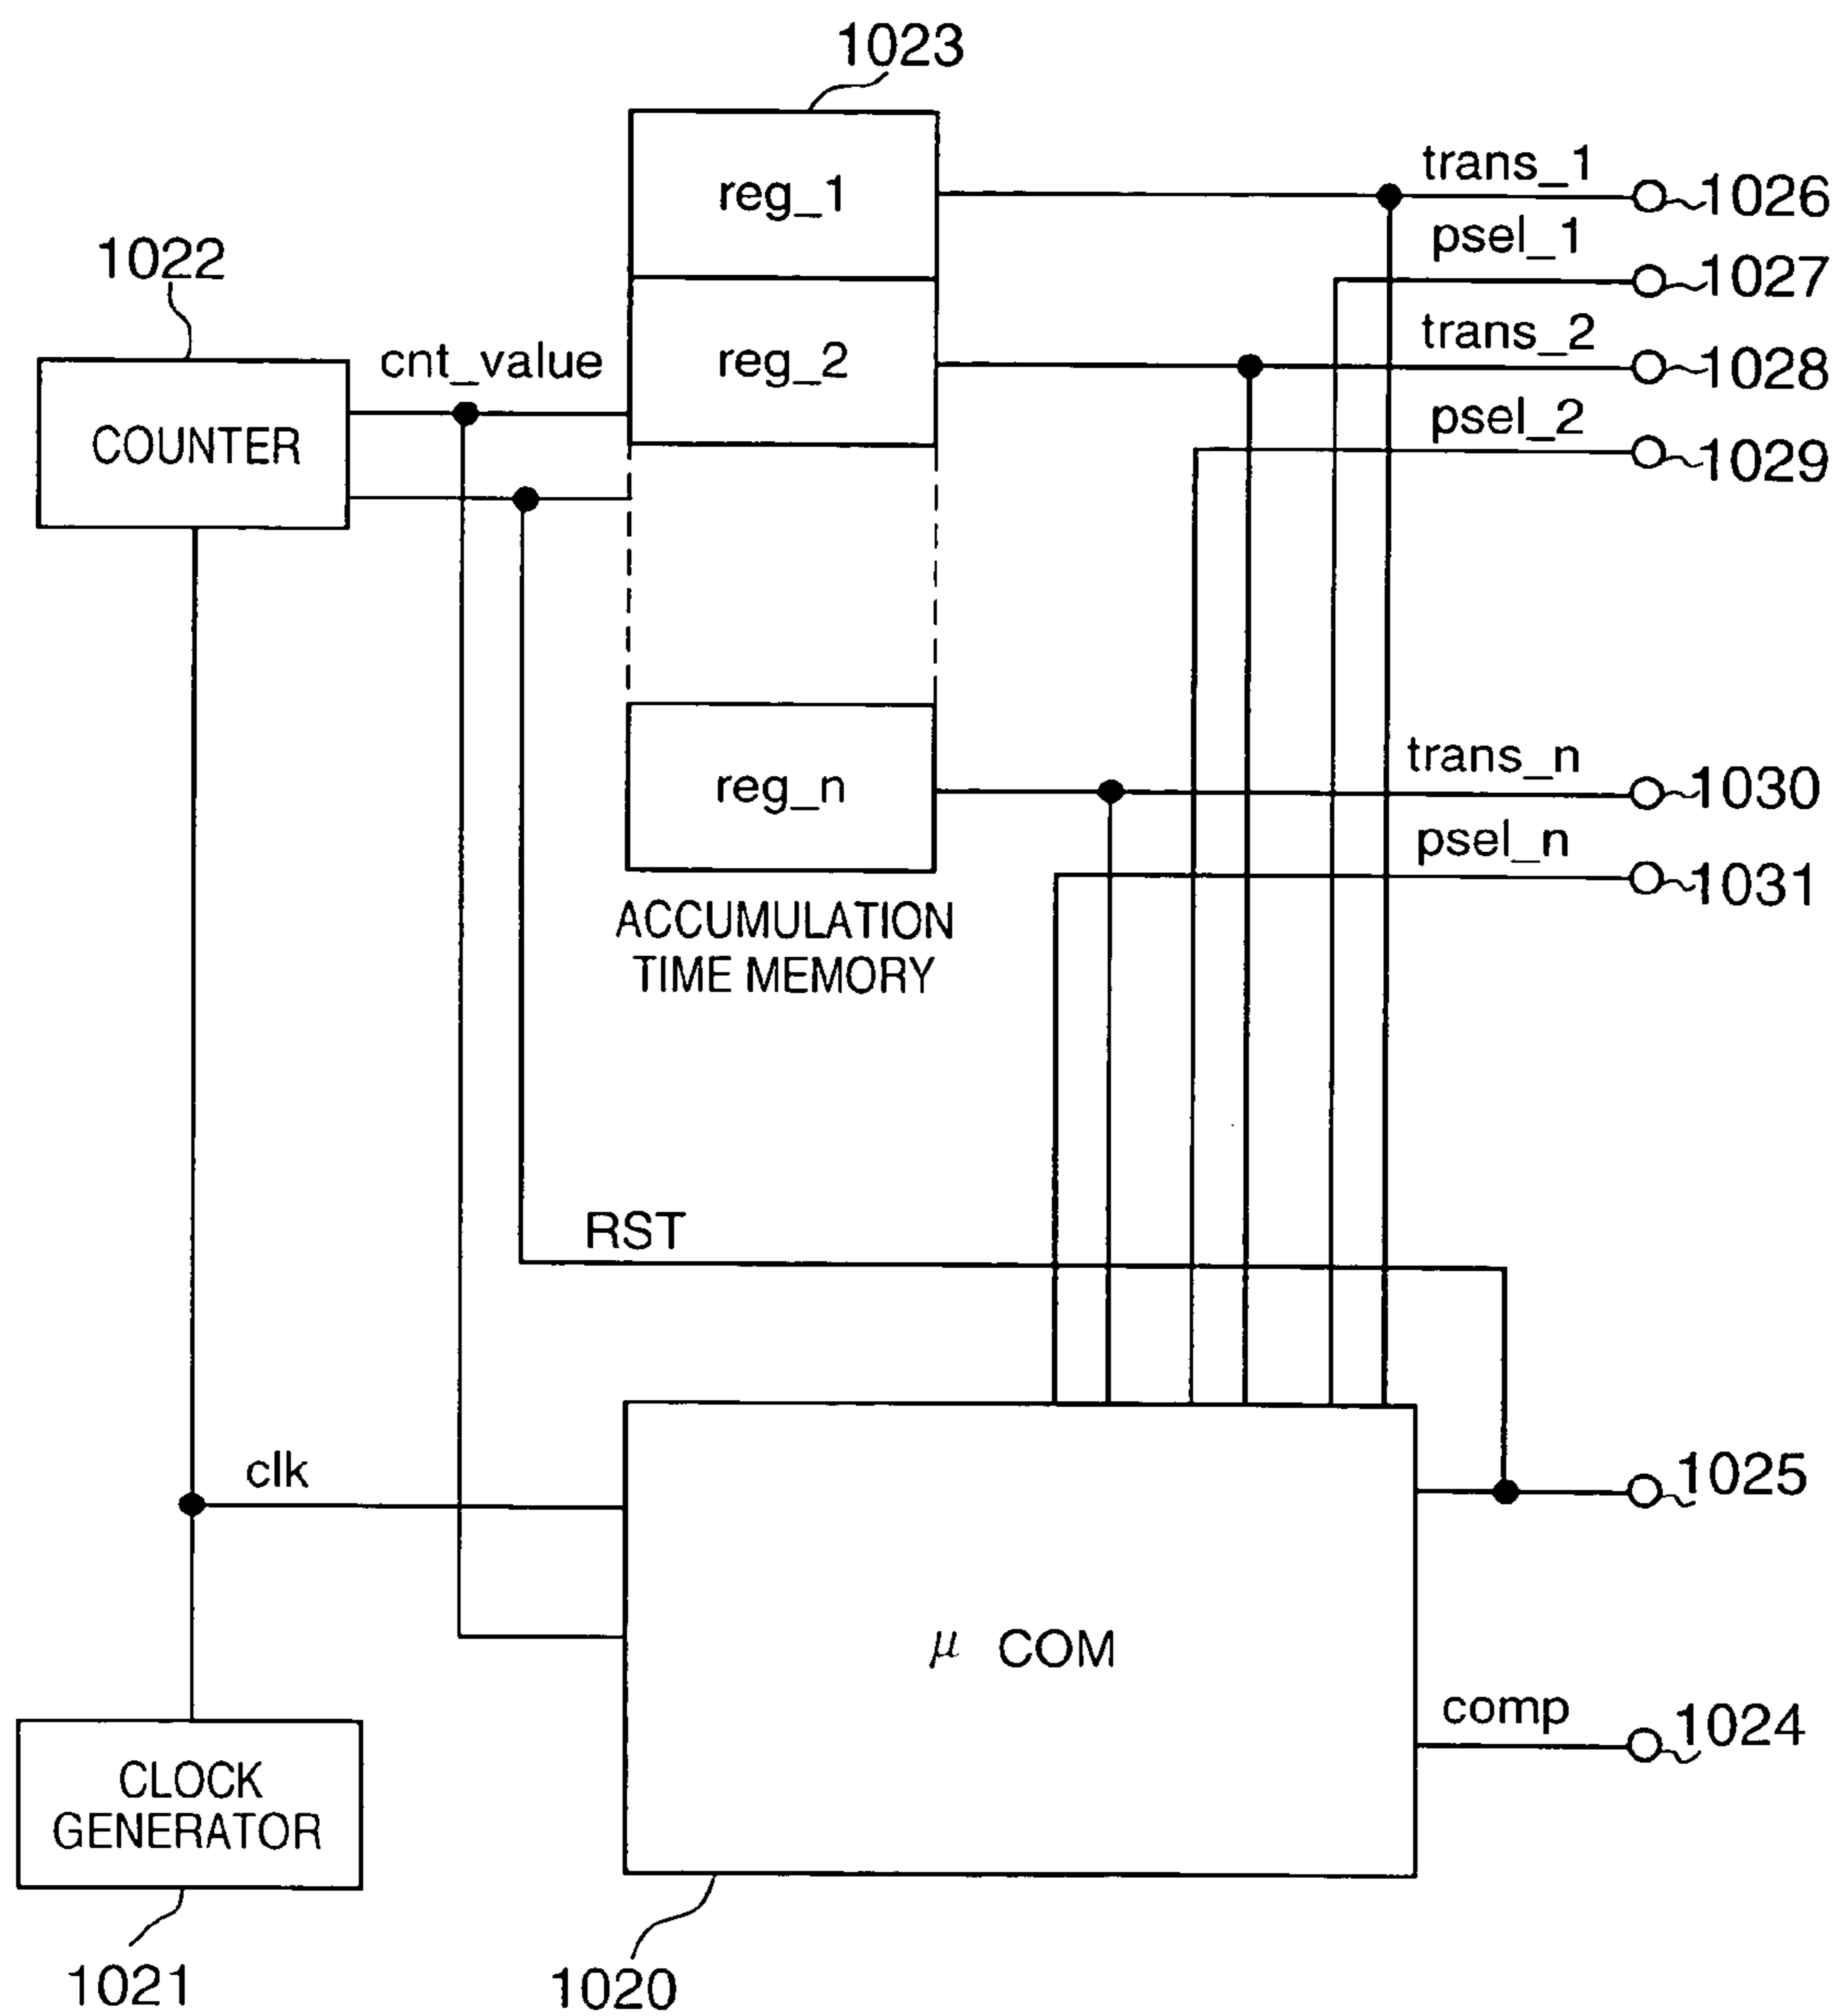 1023
reg_1
trans_1
1026
psel_1
1027
1022
reg_2
trans_2
1028
cnt_value
psel_2
1029
COUNTER
reg_n
trans_n
1030
psel_n
1031
ACCUMULATION
TIME MEMORY
RST
clk
1025
μ COM
comp
1024
CLOCK
GENERATOR
1021
1020